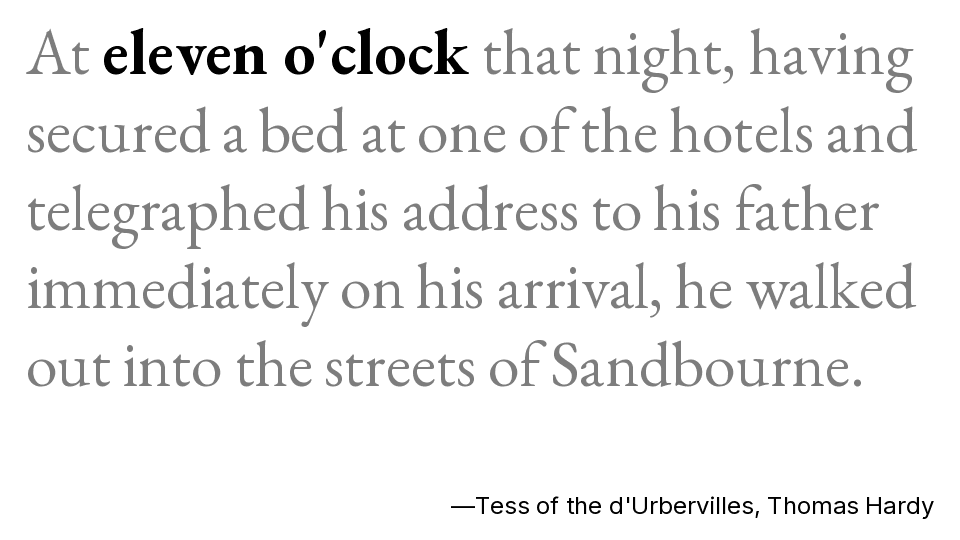 At eleven o'clock that night, having
secured a bed at one of the hotels and
telegraphed his address to his father
immediately on his arrival, he walked
out into the streets of Sandbourne.
—Tess of the d'Urbervilles, Thomas Hardy